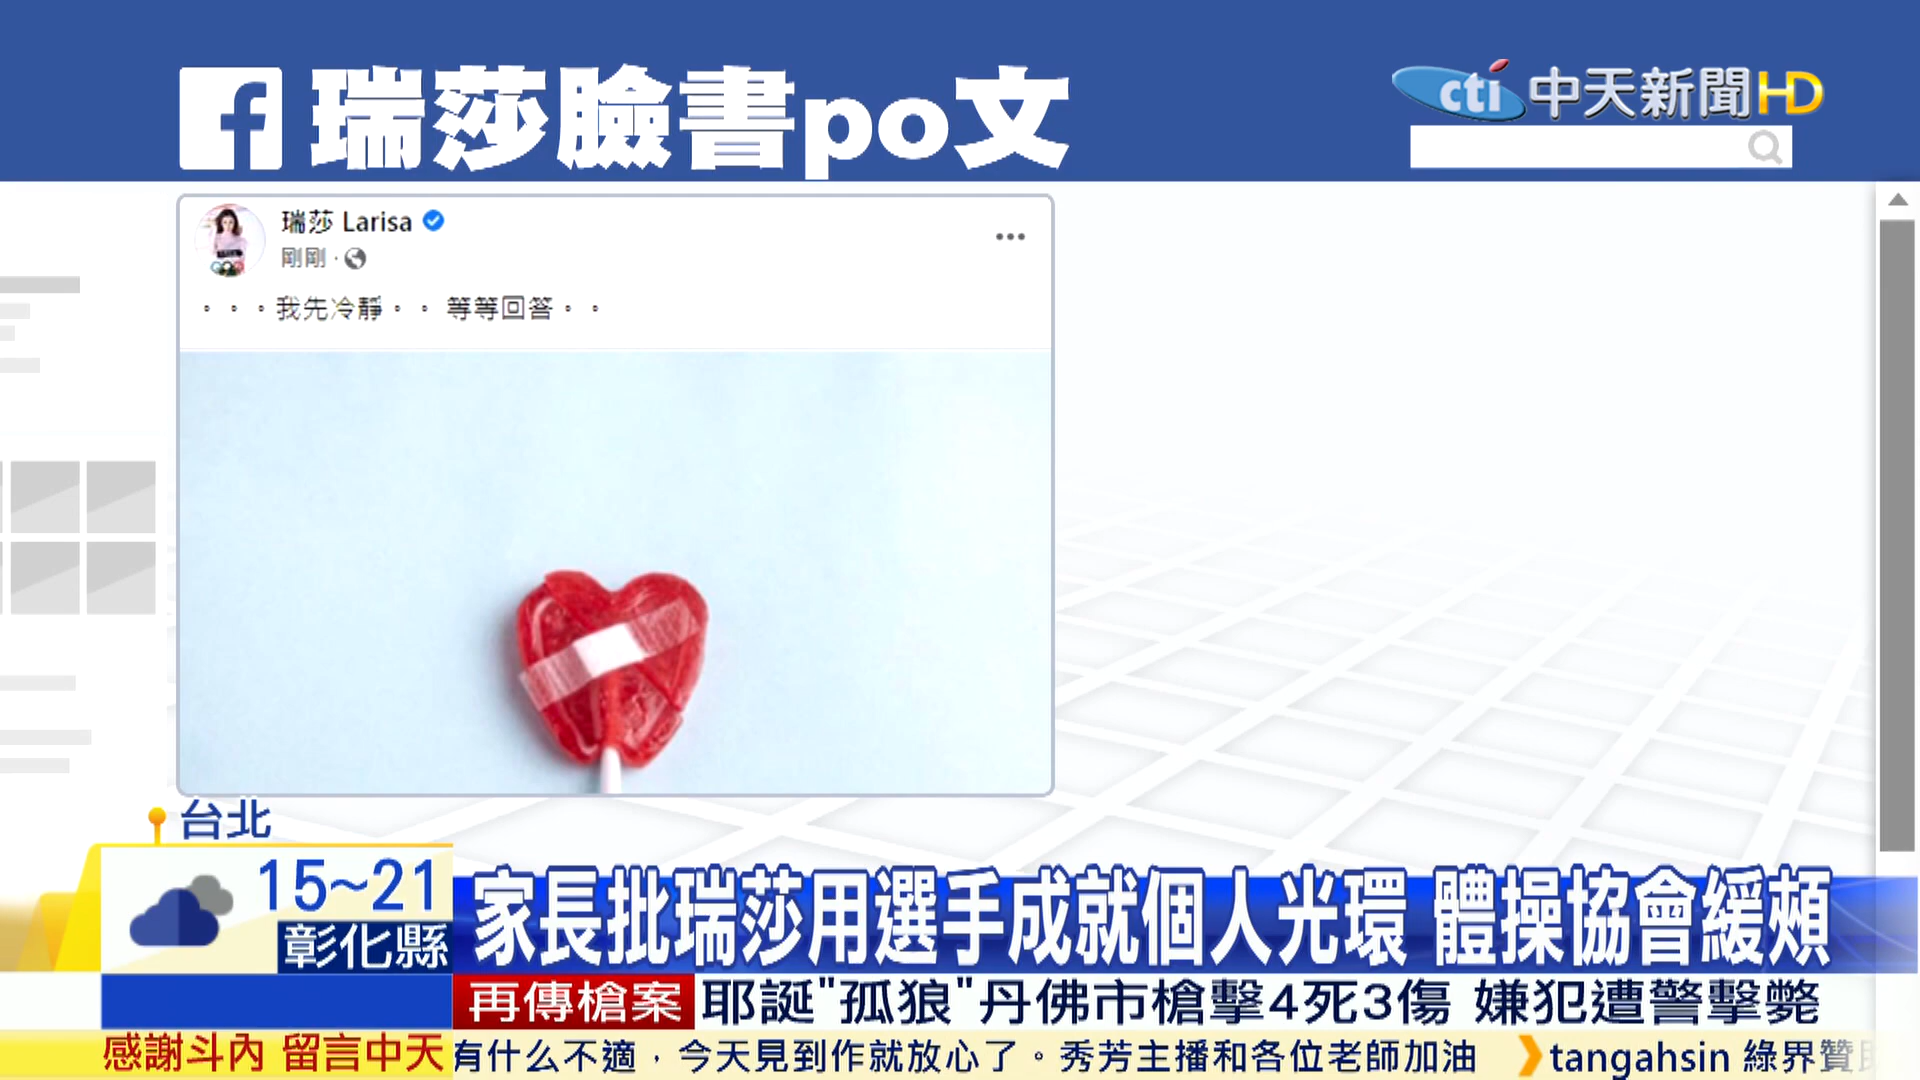 瑞莎臉書po文
cti 中天新聞HD
瑞莎 Larisa
剛剛 ·
。。。我先冷靜。。 等等回答。。
台北
15~21
彰化縣
家長批瑞莎用選手成就個人光環 體操協會緩頰
再傳槍案 耶誕"孤狼"丹佛市槍擊4死3傷 嫌犯遭警擊斃
感謝斗內 留言中天 有什么不適，今天見到作就放心了。秀芳主播和各位老師加油 tangahsin 綠界贊